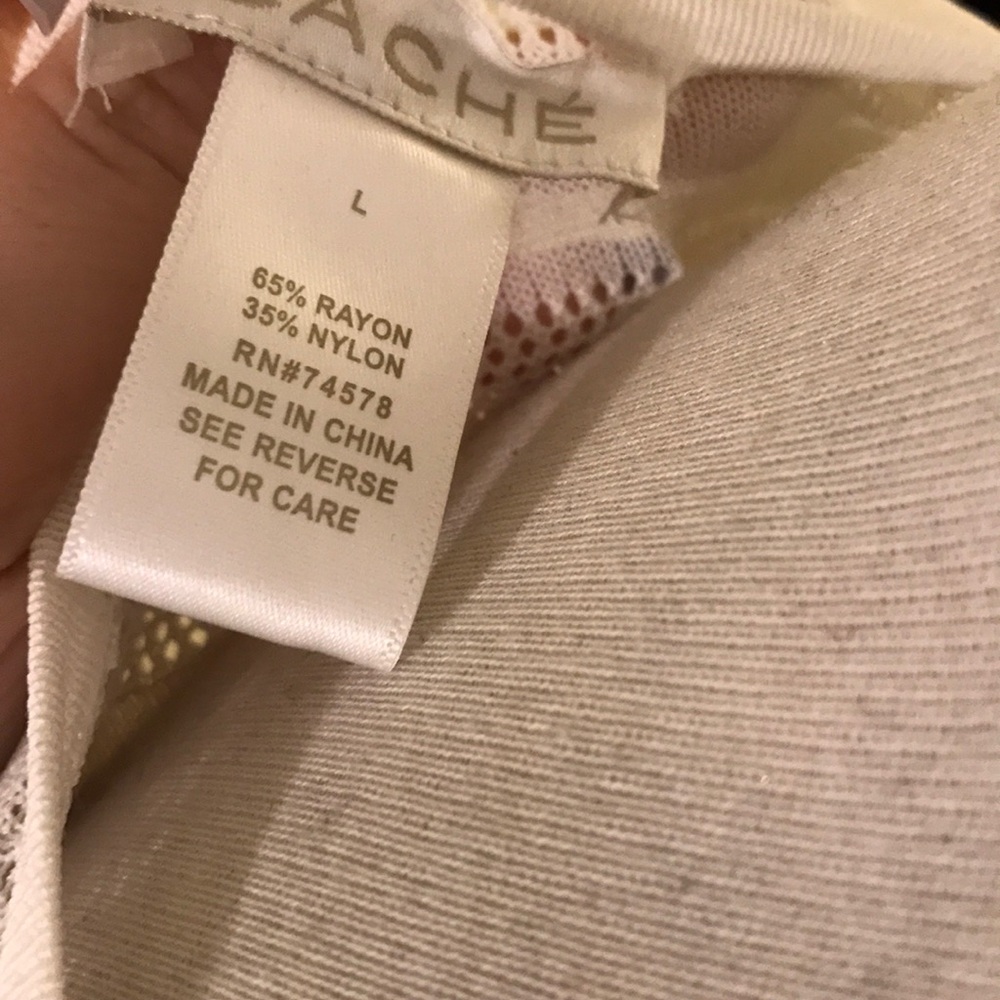 CACHÉ
L
65% RAYON
35% NYLON
RN#74578
MADE IN CHINA
SEE REVERSE
FOR CARE